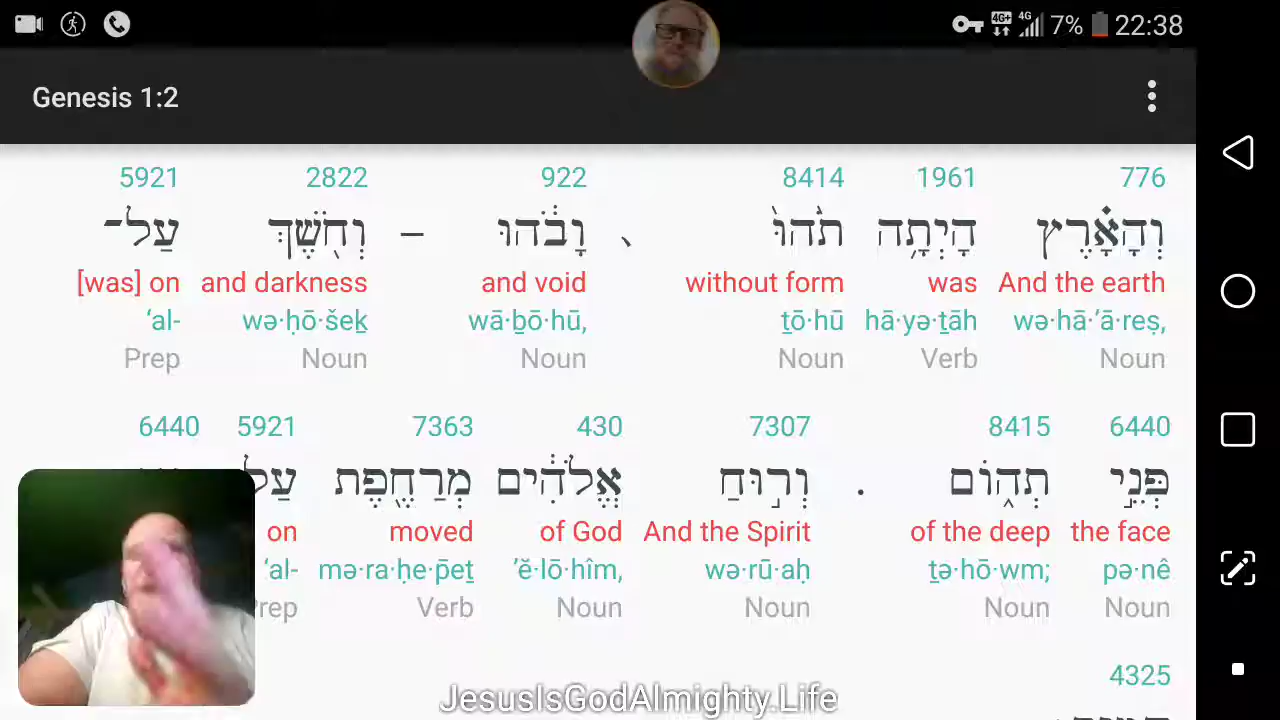 7% 22:38
Genesis 1:2
5921 2822 922 8414 1961 776
וְהָאָ֗רֶץ הָיְתָ֥ה תֹ֙הוּ֙ ، וָבֹ֔הוּ – וְחֹ֖שֶׁךְ עַל־
[was] on and darkness and void without form was And the earth
‘al- wə·ḥō·šeḵ wā·ḇō·hū, ṯō·hū hā·yə·ṯāh wə·hā·’ā·reṣ,
Prep Noun Noun Noun Verb Noun
6440 5921 7363 430 7307 8415 6440
פְּנֵ֣י תְה֑וֹם . וְר֣וּחַ אֱלֹהִ֔ים מְרַחֶ֖פֶת עַל
on moved of God And the Spirit of the deep the face
‘al- mə·ra·ḥe·p̄eṯ ’ĕ·lō·hîm, wə·rū·aḥ ṯə·hō·wm; pə·nê
Verb Noun Noun Noun Noun
4325
JesusIsGodAlmighty.Life